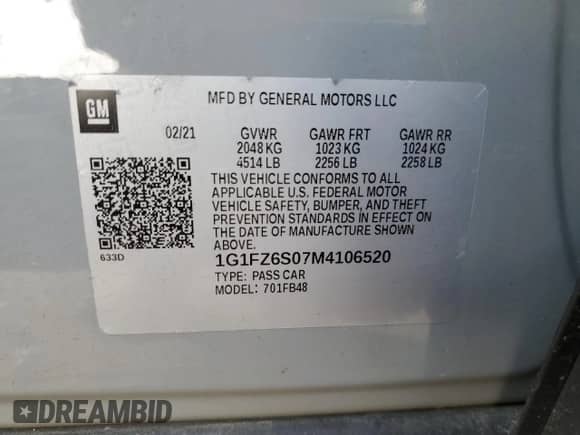 GM
MFD BY GENERAL MOTORS LLC
02/21 GVWR GAWR FRT GAWR RR
2048 KG 1023 KG 1024 KG
4514 LB 2256 LB 2258 LB
THIS VEHICLE CONFORMS TO ALL
APPLICABLE U.S. FEDERAL MOTOR
VEHICLE SAFETY, BUMPER, AND THEFT
PREVENTION STANDARDS IN EFFECT ON
THE DATE OF MANUFACTURE SHOWN
ABOVE.
633D
1G1FZ6S07M4106520
TYPE: PASS CAR
MODEL: 701FB48
DREAMBID